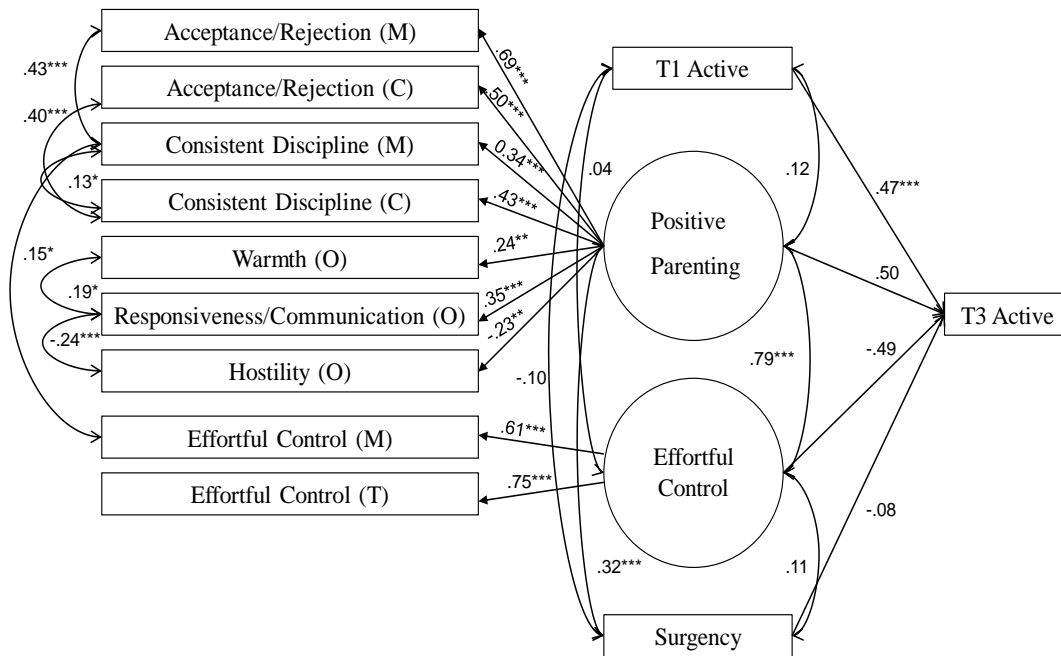 Acceptance/Rejection (M)
.43***
.69***
T1 Active
Acceptance/Rejection (C)
.40***
.50***
Consistent Discipline (M)
0.34***
.04
.12
.13*
Consistent Discipline (C)
.43***
.47***
Positive
Parenting
Warmth (O)
.24**
.15*
.50
.19*
Responsiveness/Communication (O)
.35***
T3 Active
-.24***
-.23**
-.10
.79***
-.49
Hostility (O)
Effortful Control (M)
.61***
Effortful
Control
Effortful Control (T)
.75***
-.08
.32***
.11
Surgency